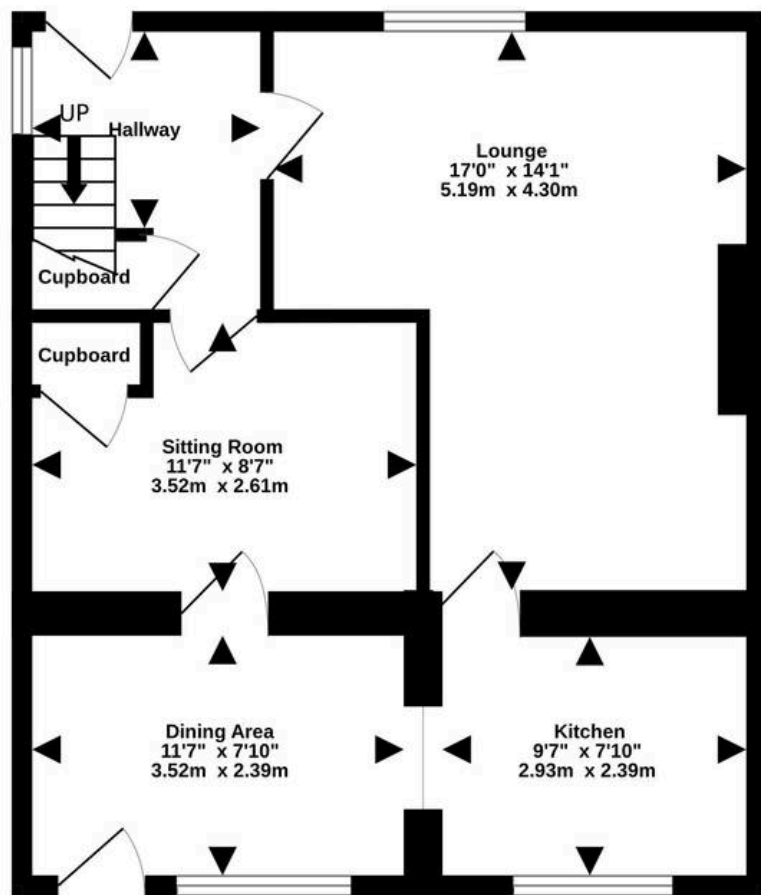 UP
Hallway
Lounge
17'0" x 14'1"
5.19m x 4.30m
Cupboard
Cupboard
Sitting Room
11'7" x 8'7"
3.52m x 2.61m
Dining Area
11'7" x 7'10"
3.52m x 2.39m
Kitchen
9'7" x 7'10"
2.93m x 2.39m